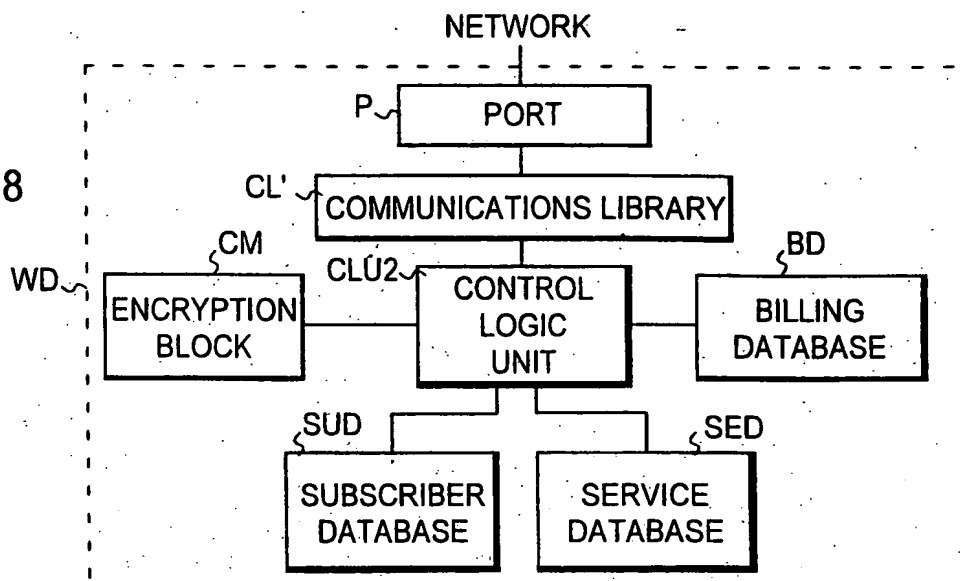 NETWORK
P
PORT
8
CL'
COMMUNICATIONS LIBRARY
CM
CLU2
BD
WD
ENCRYPTION
BLOCK
CONTROL
LOGIC
UNIT
BILLING
DATABASE
SUD
SED
SUBSCRIBER
DATABASE
SERVICE
DATABASE